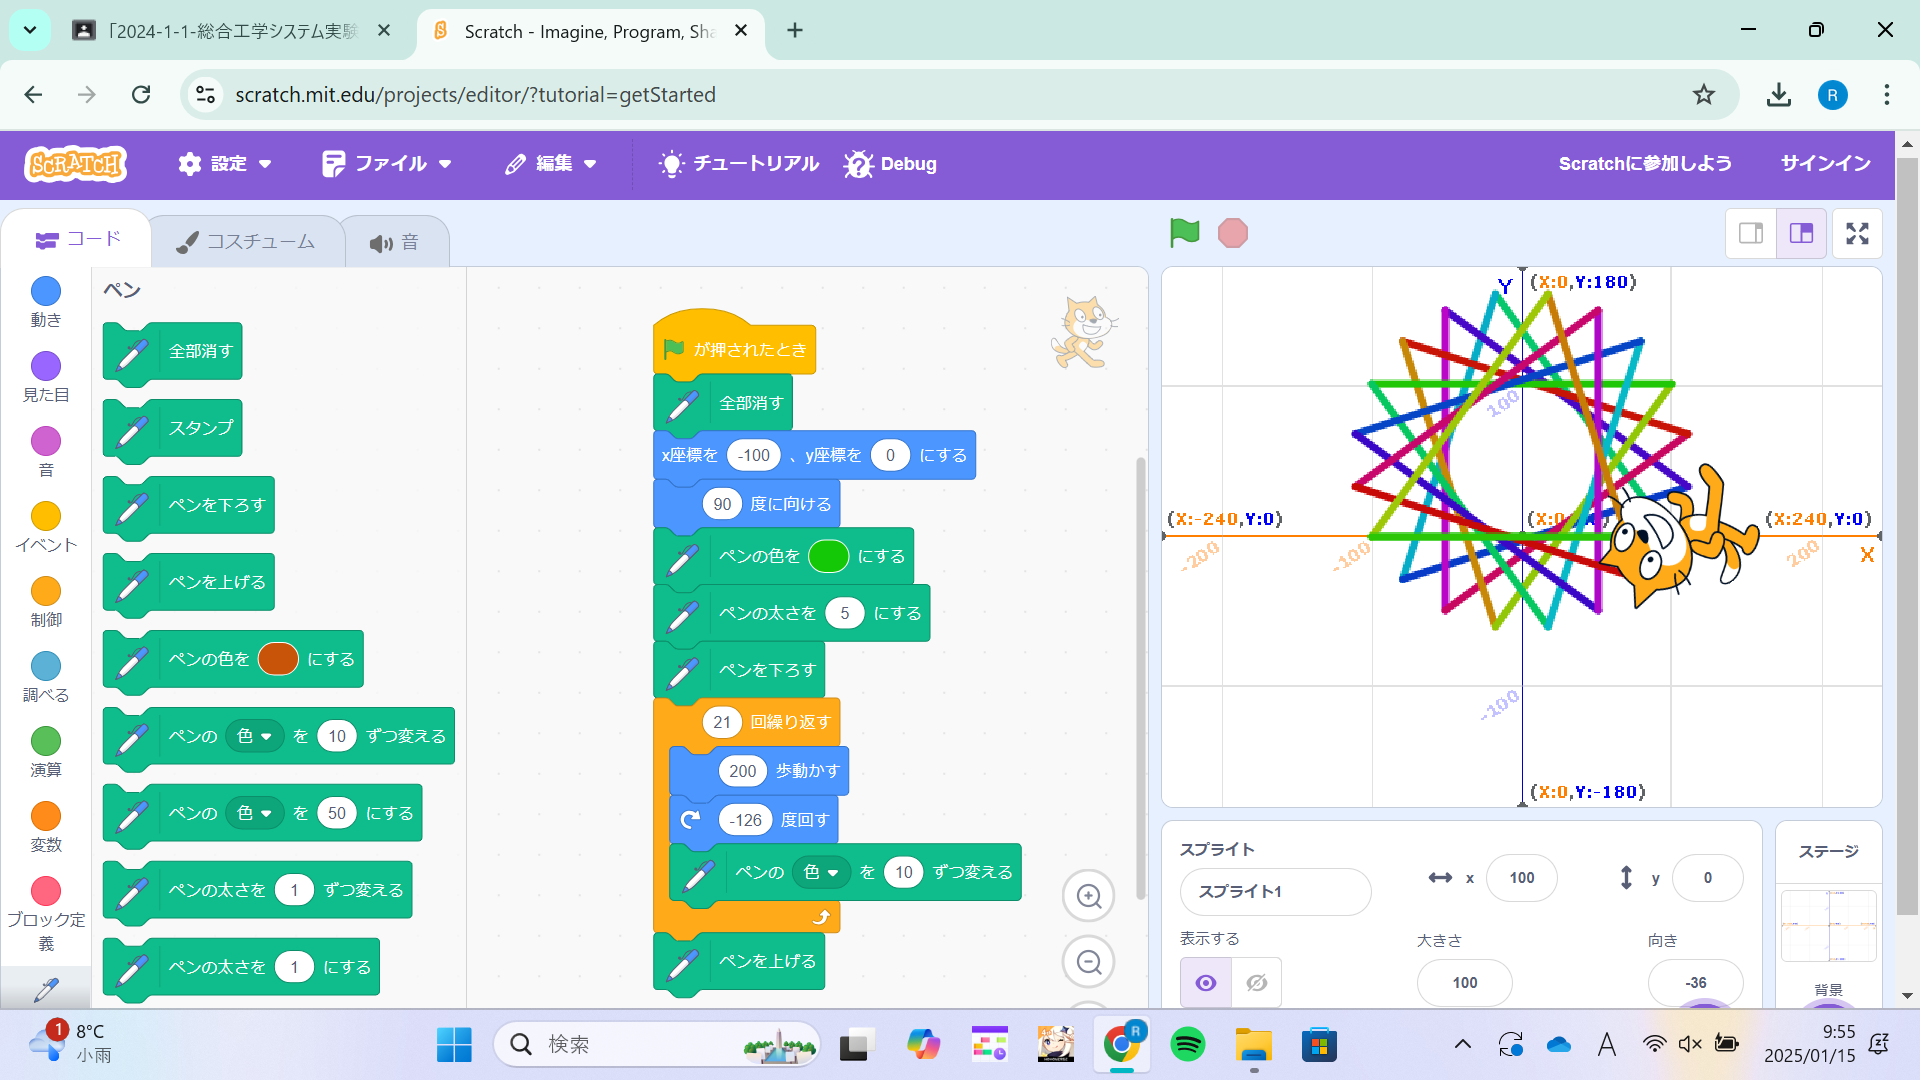 「2024-1-1-総合工学システム実験
Scratch - Imagine, Program, Sha
scratch.mit.edu/projects/editor/?tutorial=getStarted
R
SCRATCH
設定
ファイル
編集
チュートリアル
Debug
Scratchに参加しよう
サインイン
コード
コスチューム
音
動き
見た目
音
イベント
制御
調べる
演算
変数
ブロック定義
ペン
全部消す
スタンプ
ペンを下ろす
ペンを上げる
ペンの色を にする
ペンの 色 を 10 ずつ変える
ペンの 色 を 50 にする
ペンの太さを 1 ずつ変える
ペンの太さを 1 にする
が押されたとき
全部消す
x座標を -100 、y座標を 0 にする
90 度に向ける
ペンの色を にする
ペンの太さを 5 にする
ペンを下ろす
21 回繰り返す
200 歩動かす
-126 度回す
ペンの 色 を 10 ずつ変える
ペンを上げる
Y
(X:0,Y:180)
100
(X:-240,Y:0)
(X:240,Y:0)
-200
-100
200
X
-100
(X:0,Y:-180)
スプライト
スプライト1
x 100
y 0
表示する
大きさ
100
向き
-36
ステージ
背景
1
8°C
小雨
検索
R
A
9:55
2025/01/15